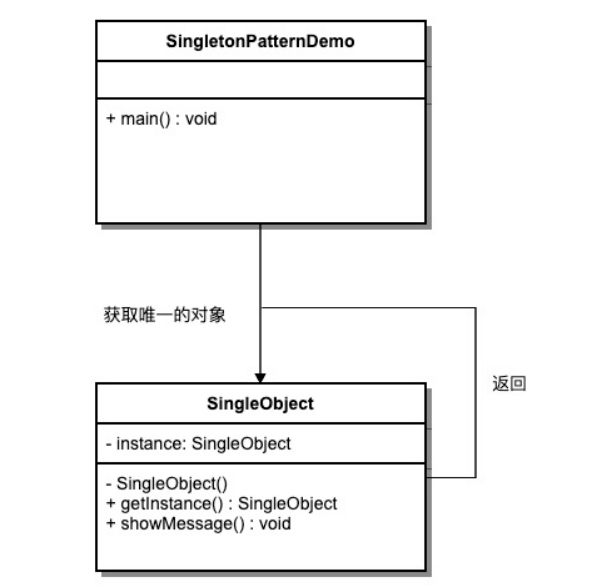 SingletonPatternDemo
+ main() : void
获取唯一的对象
返回
SingleObject
- instance: SingleObject
- SingleObject()
+ getInstance() : SingleObject
+ showMessage() : void